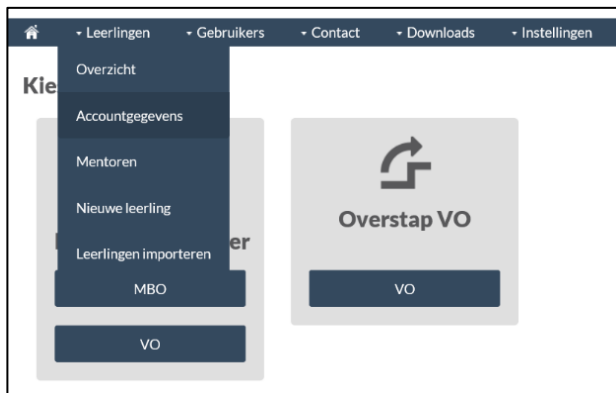 Leerlingen Gebruikers Contact Downloads Instellingen
Overzicht
Kie
Accountgegevens
Mentoren
Nieuwe leerling
Leerlingen importeren
er
MBO
VO
Overstap VO
VO